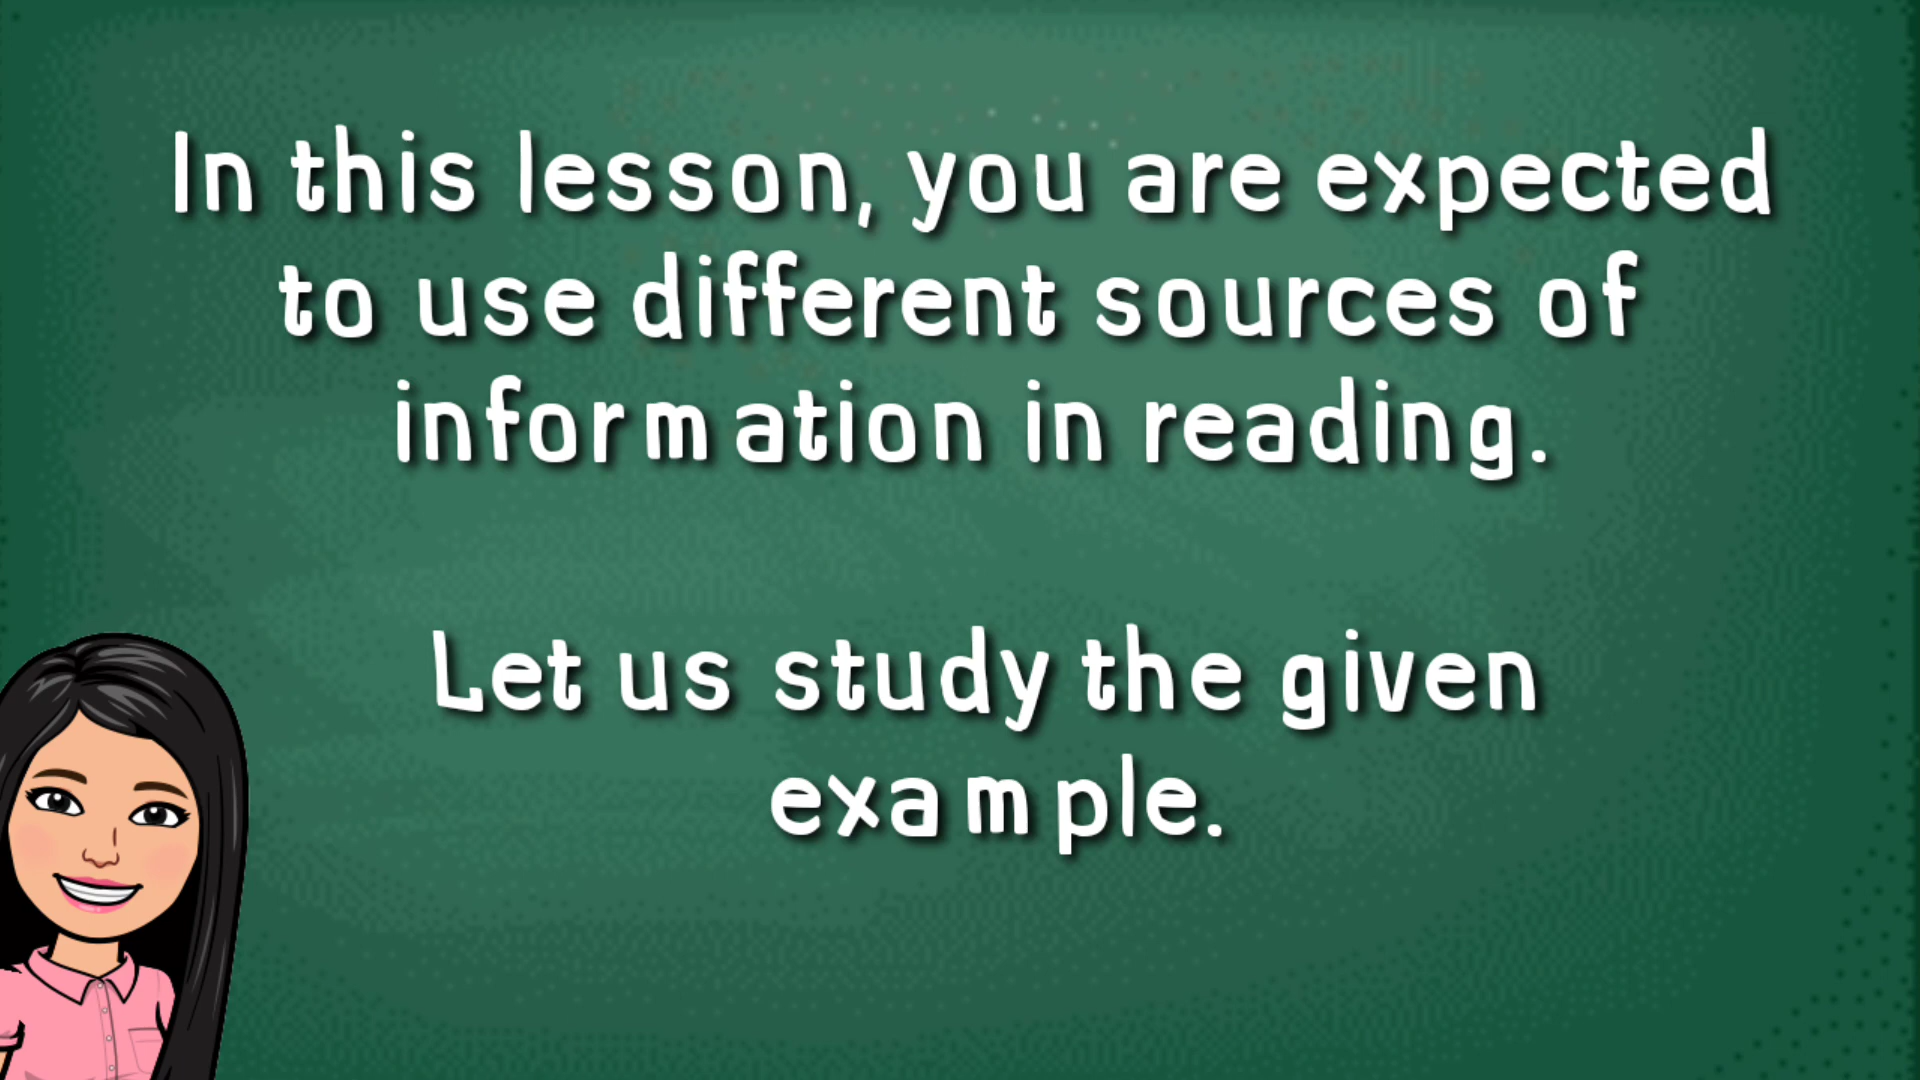 In this lesson, you are expected
to use different sources of
information in reading.
Let us study the given
example.